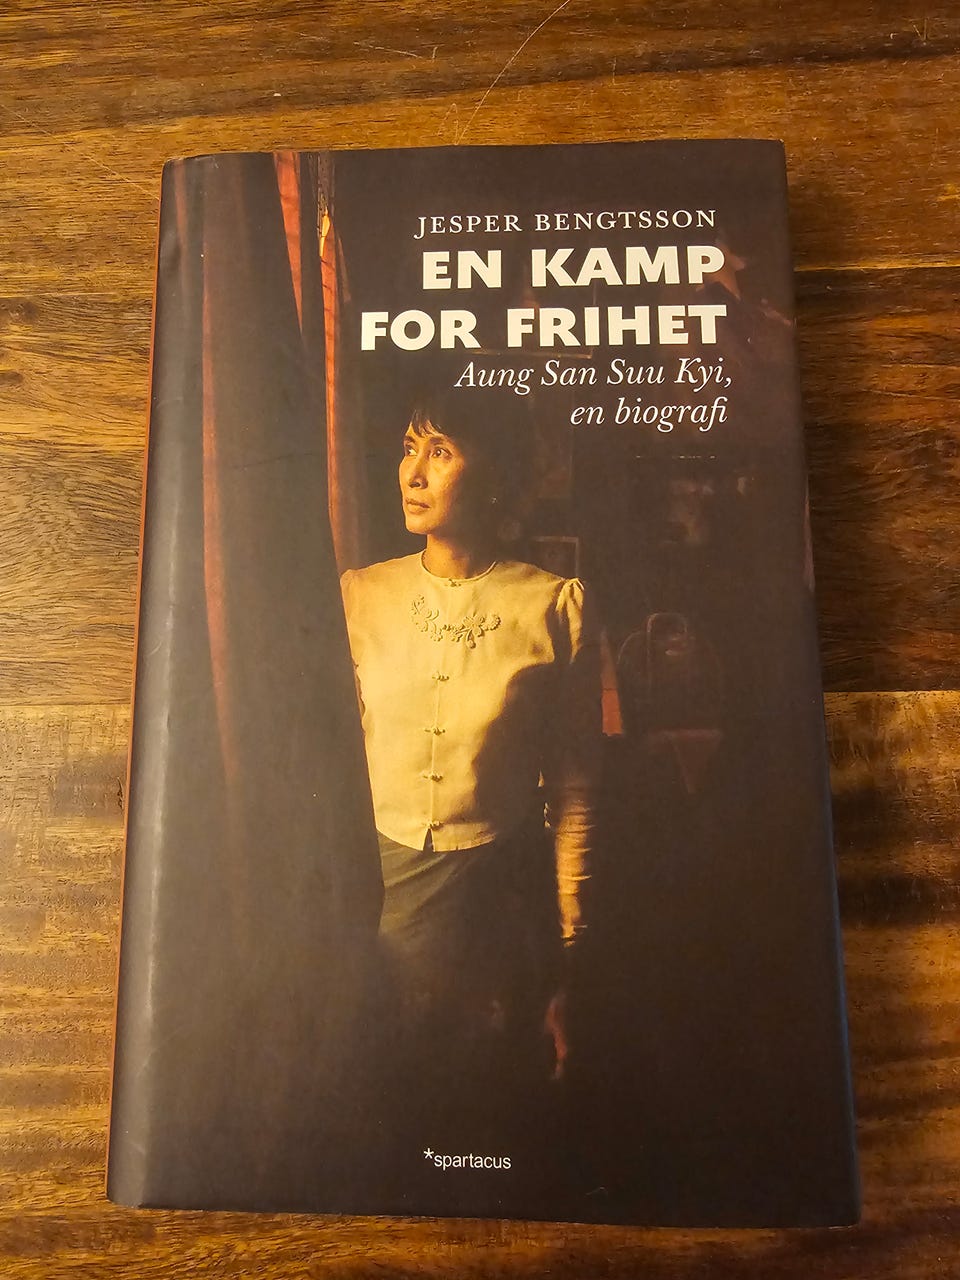 JESPER BENGTSSON
EN KAMP
FOR FRIHET
Aung San Suu Kyi,
en biografi
*spartacus